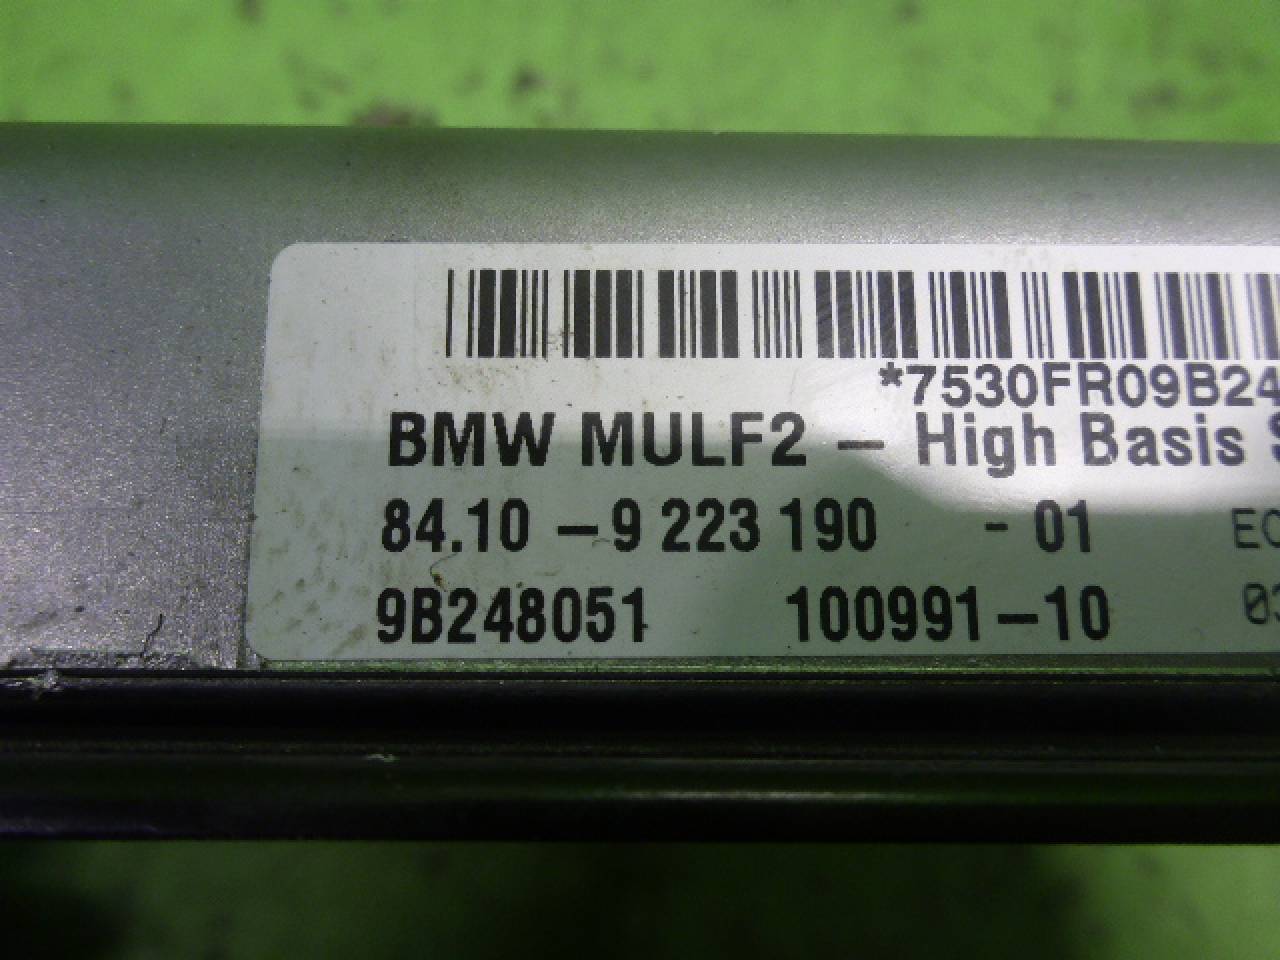 *7530FR09B24
BMW MULF2 – High Basis
84.10 – 9 223 190 - 01
9B248051 100991–10